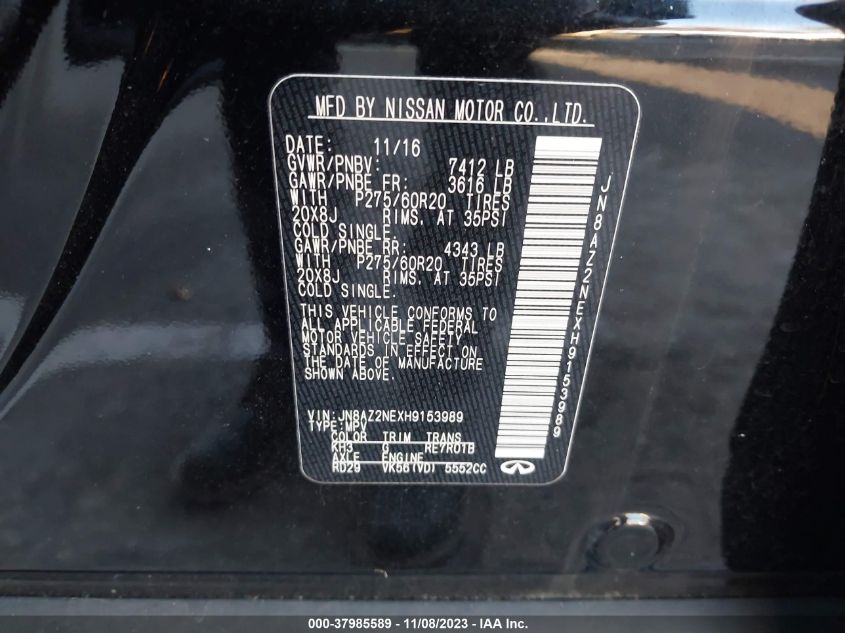 MFD BY NISSAN MOTOR CO.,LTD.
DATE: 11/16
GVWR/PNBV: 7412 LB
GAWR/PNBE FR: 3616 LB
WITH P275/60R20 TIRES
20X8J RIMS, AT 35PSI
COLD SINGLE.
GAWR/PNBE RR: 4343 LB
WITH P275/60R20 TIRES
20X8J RIMS, AT 35PSI
COLD SINGLE.
THIS VEHICLE CONFORMS TO
ALL APPLICABLE FEDERAL
MOTOR VEHICLE SAFETY
STANDARDS IN EFFECT ON
THE DATE OF MANUFACTURE
SHOWN ABOVE.
VIN: JN8AZ2NEXH9153989
TYPE: MPV
COLOR TRIM TRANS
KH3 G RE7R01B
AXLE ENGINE
RD29 VK56(VD) 5552CC
JN8AZ2NEXH9153989
000-37985589 - 11/08/2023 - IAA Inc.